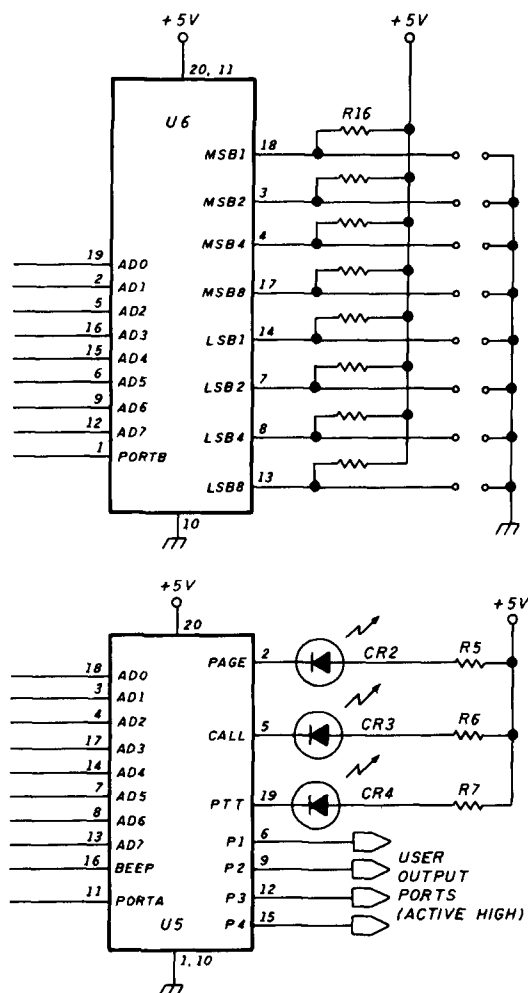 +5V
+5V
20, 11
U6
R16
MSB1
18
MSB2
3
MSB4
4
19
AD0
MSB8
17
2
AD1
5
AD2
LSB1
14
16
AD3
15
AD4
LSB2
7
6
AD5
9
AD6
LSB4
8
12
AD7
1
PORTB
LSB8
13
10
+5V
+5V
20
18
AD0
PAGE
2
CR2
R5
3
AD1
4
AD2
17
AD3
CALL
5
CR3
R6
14
AD4
7
AD5
8
AD6
PTT
19
CR4
R7
13
AD7
P1
6
16
BEEP
P2
9
USER
OUTPUT
11
PORTA
P3
12
PORTS
P4
15
(ACTIVE HIGH)
U5
1, 10